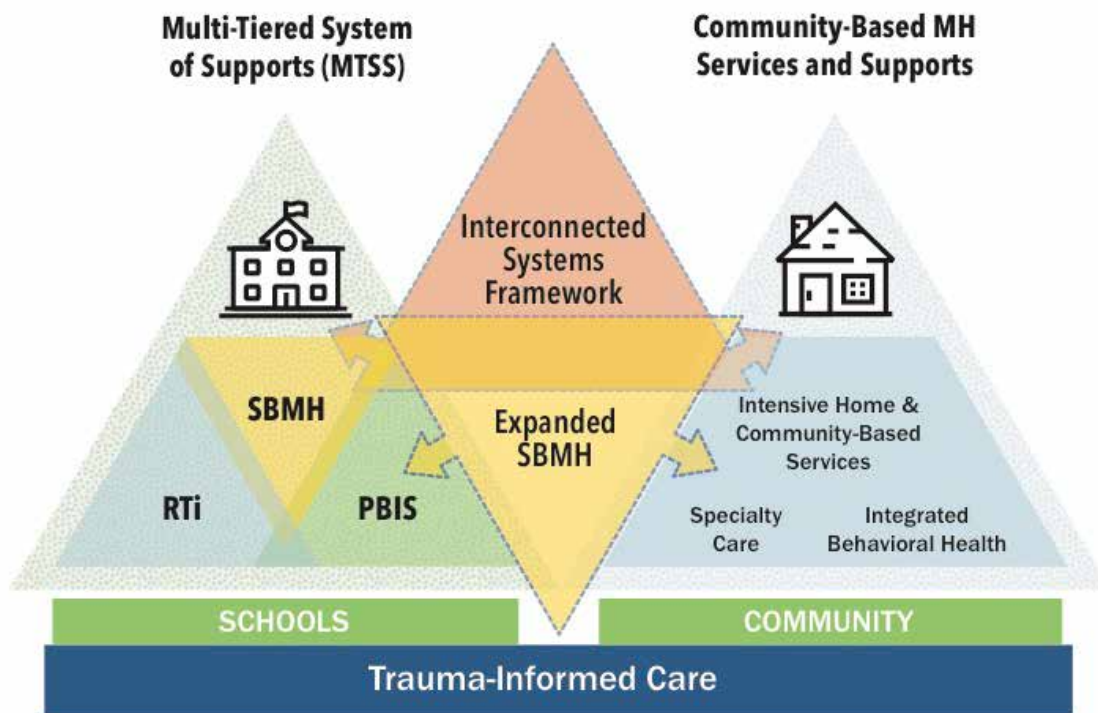 Multi-Tiered System
of Supports (MTSS)
Community-Based MH
Services and Supports
Interconnected
Systems
Framework
SBMH
Expanded
SBMH
RTi
PBIS
Intensive Home &
Community-Based
Services
Specialty
Care
Integrated
Behavioral Health
SCHOOLS
COMMUNITY
Trauma-Informed Care